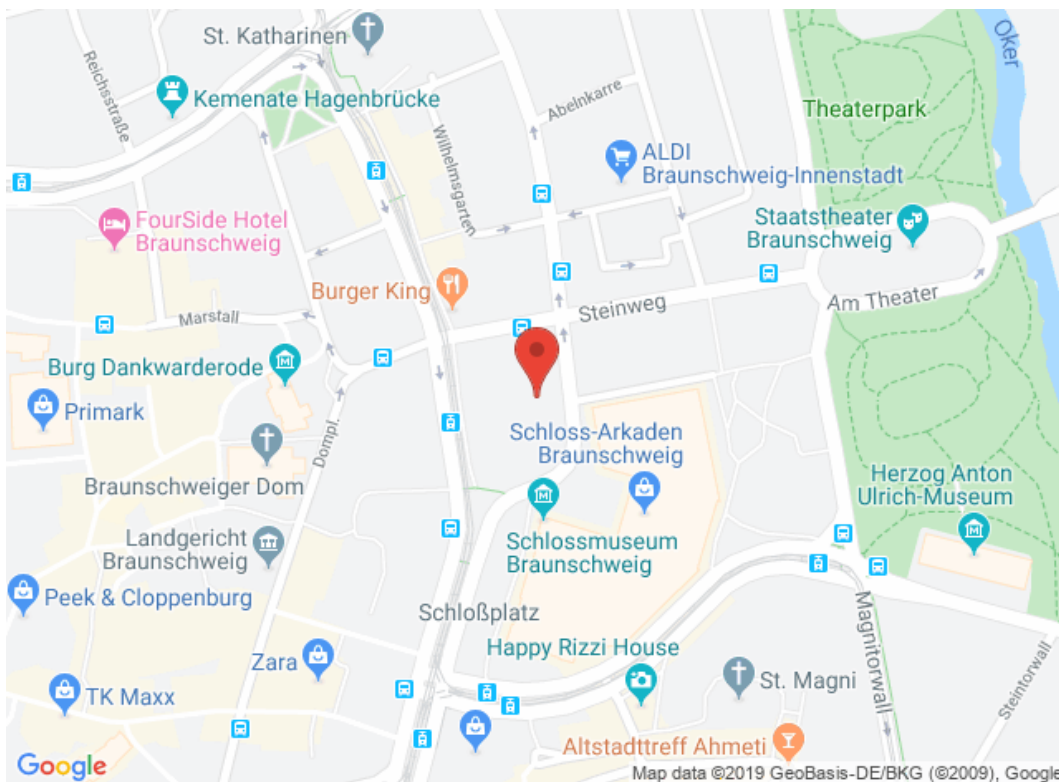 St. Katharinen
Oker
Reichsstraße
Kemenate Hagenbrücke
Abelnkarre
Theaterpark
Wilhelmsgarten
ALDI
Braunschweig-Innenstadt
FourSide Hotel
Braunschweig
Staatstheater
Braunschweig
Burger King
Steinweg
Am Theater
Marstall
Burg Dankwarderode
Primark
Dompl.
Schloss-Arkaden
Braunschweig
Braunschweiger Dom
Herzog Anton
Ulrich-Museum
Landgericht
Braunschweig
Schlossmuseum
Braunschweig
Peek & Cloppenburg
Schloßplatz
Magnitorwall
Happy Rizzi House
Zara
St. Magni
Steintorwall
TK Maxx
Altstadttreff Ahmeti
Google
Map data ©2019 GeoBasis-DE/BKG (©2009), Google